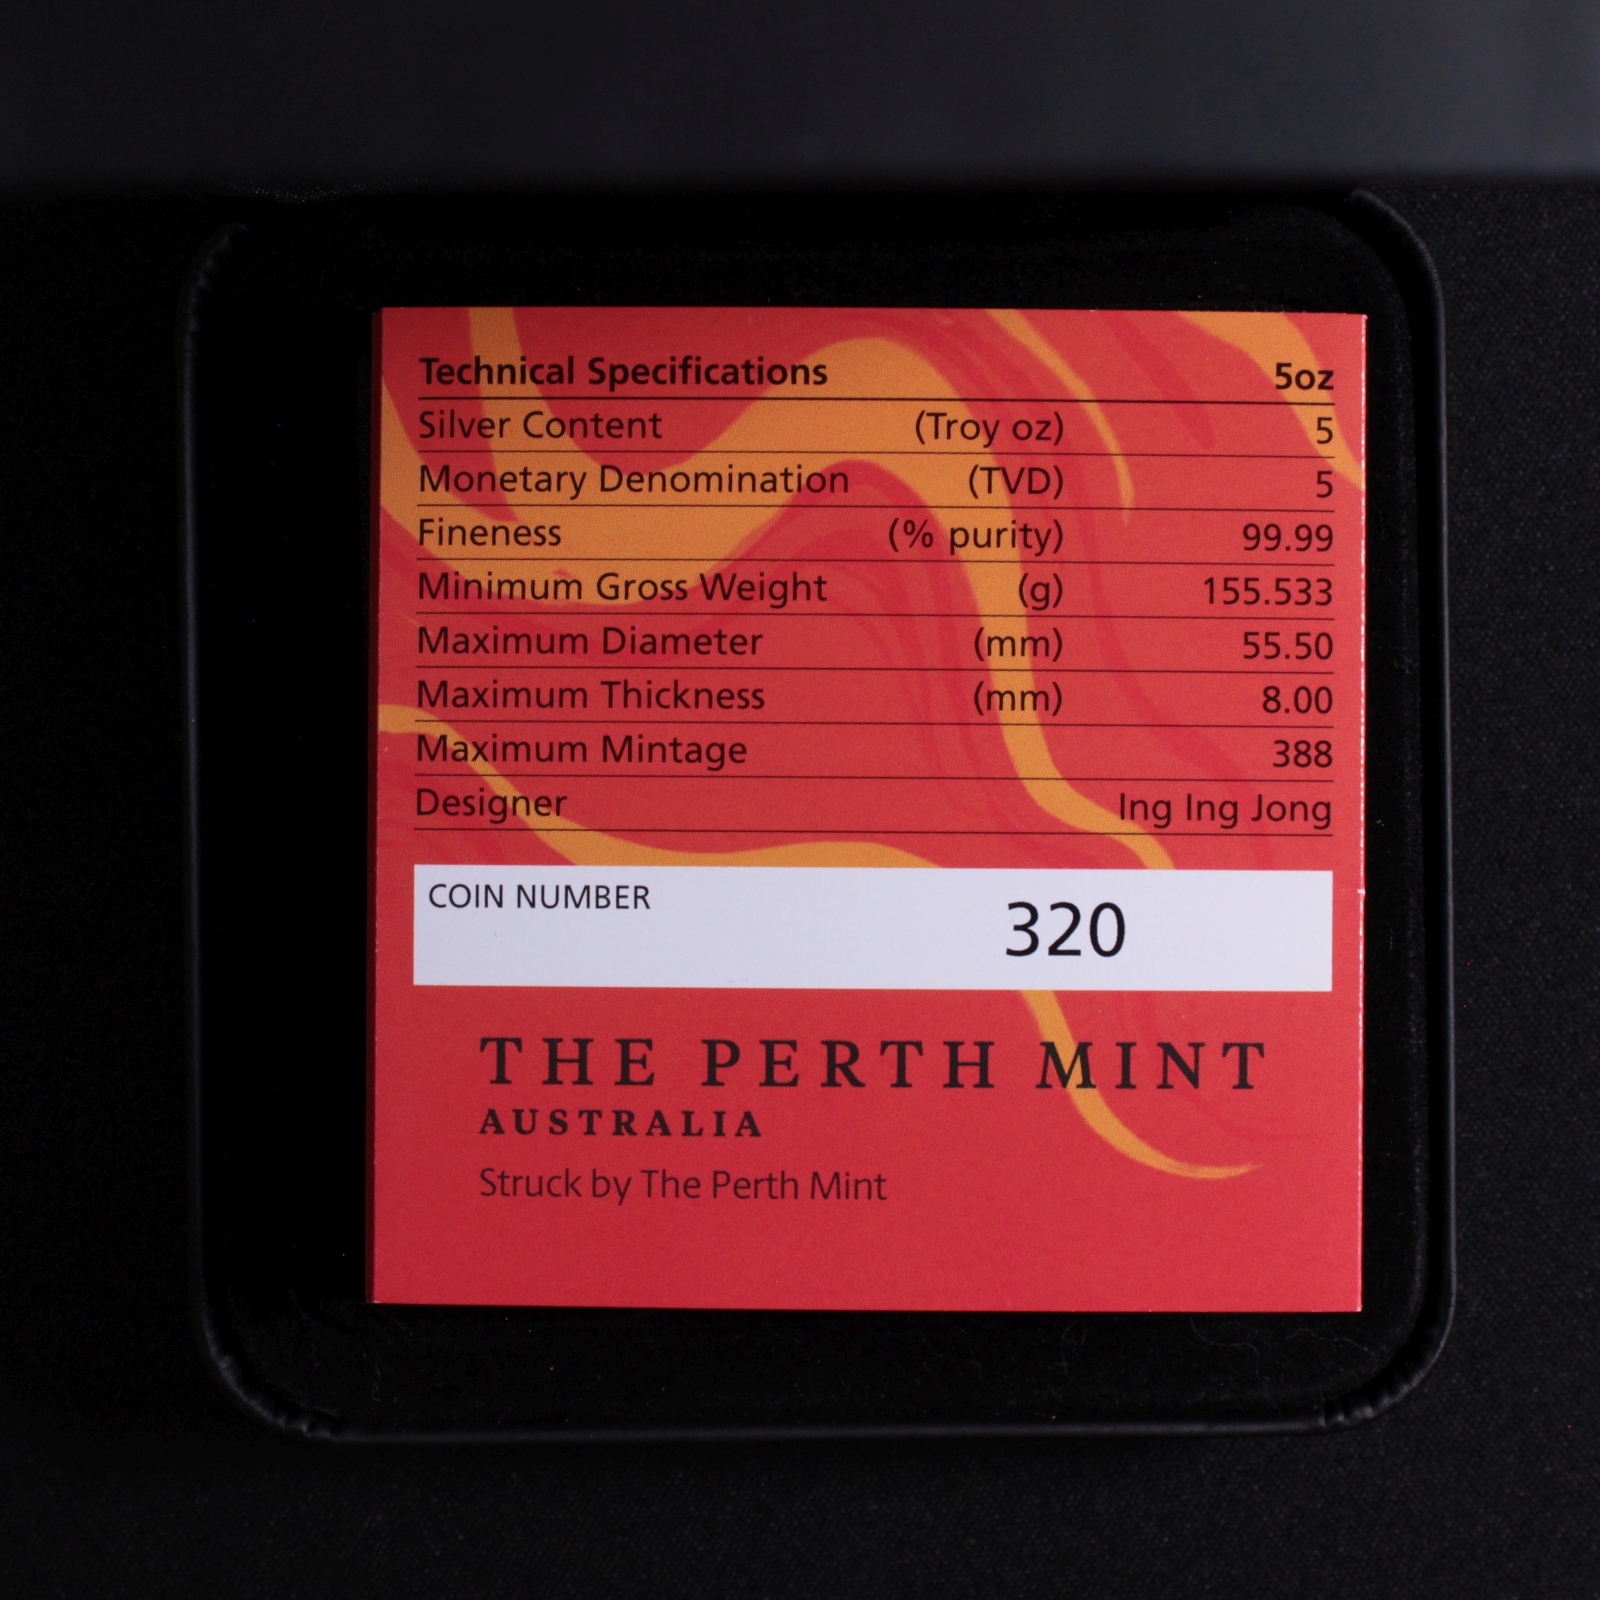 Technical Specifications 5oz
Silver Content (Troy oz) 5
Monetary Denomination (TVD) 5
Fineness (% purity) 99.99
Minimum Gross Weight (g) 155.533
Maximum Diameter (mm) 55.50
Maximum Thickness (mm) 8.00
Maximum Mintage 388
Designer Ing Ing Jong
COIN NUMBER 320
THE PERTH MINT
AUSTRALIA
Struck by The Perth Mint